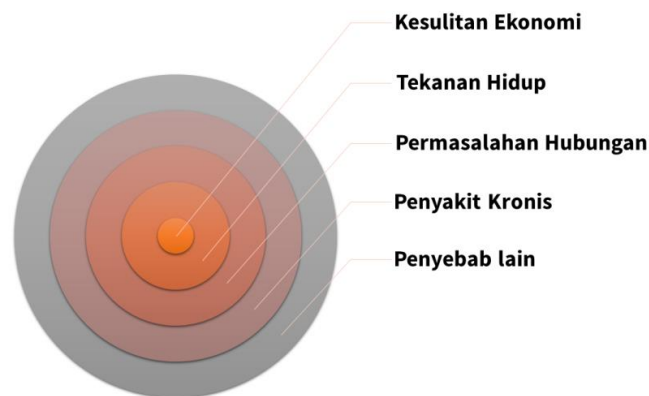 Kesulitan Ekonomi
Tekanan Hidup
Permasalahan Hubungan
Penyakit Kronis
Penyebab lain